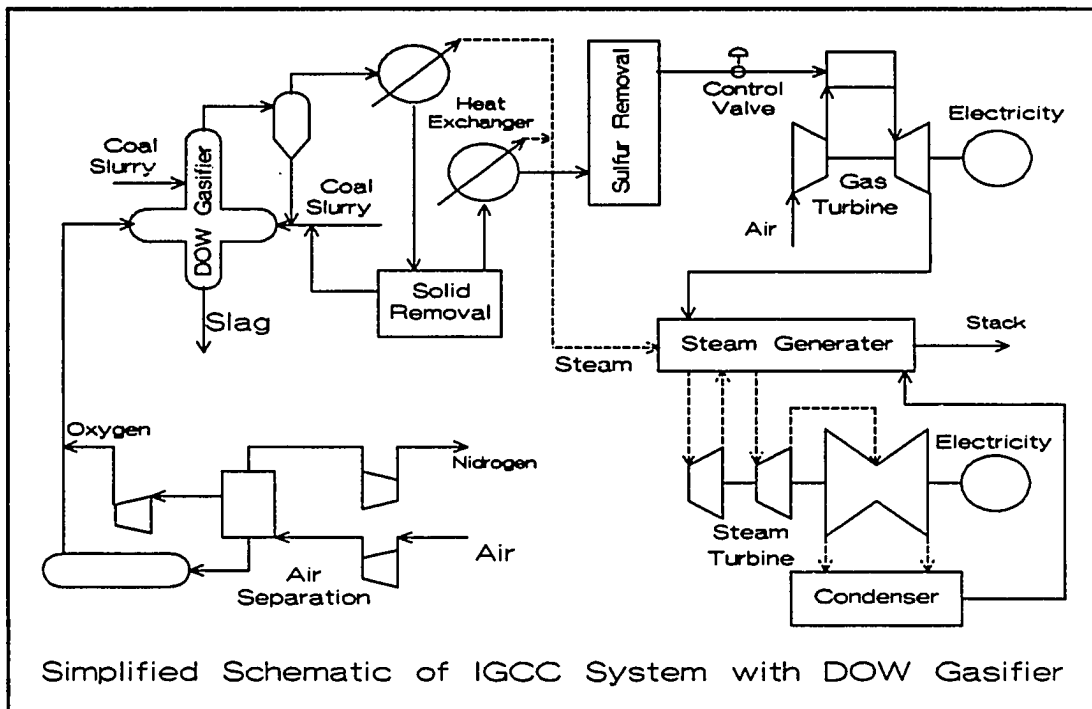 Coal
Slurry
DOW Gasifier
Slag
Heat
Exchanger
Coal
Slurry
Solid
Removal
Sulfur Removal
Control
Valve
Electricity
Gas
Turbine
Air
Steam
Steam Generater
Stack
Oxygen
Nidrogen
Air
Air
Separation
Steam
Turbine
Electricity
Condenser
Simplified Schematic of IGCC System with DOW Gasifier